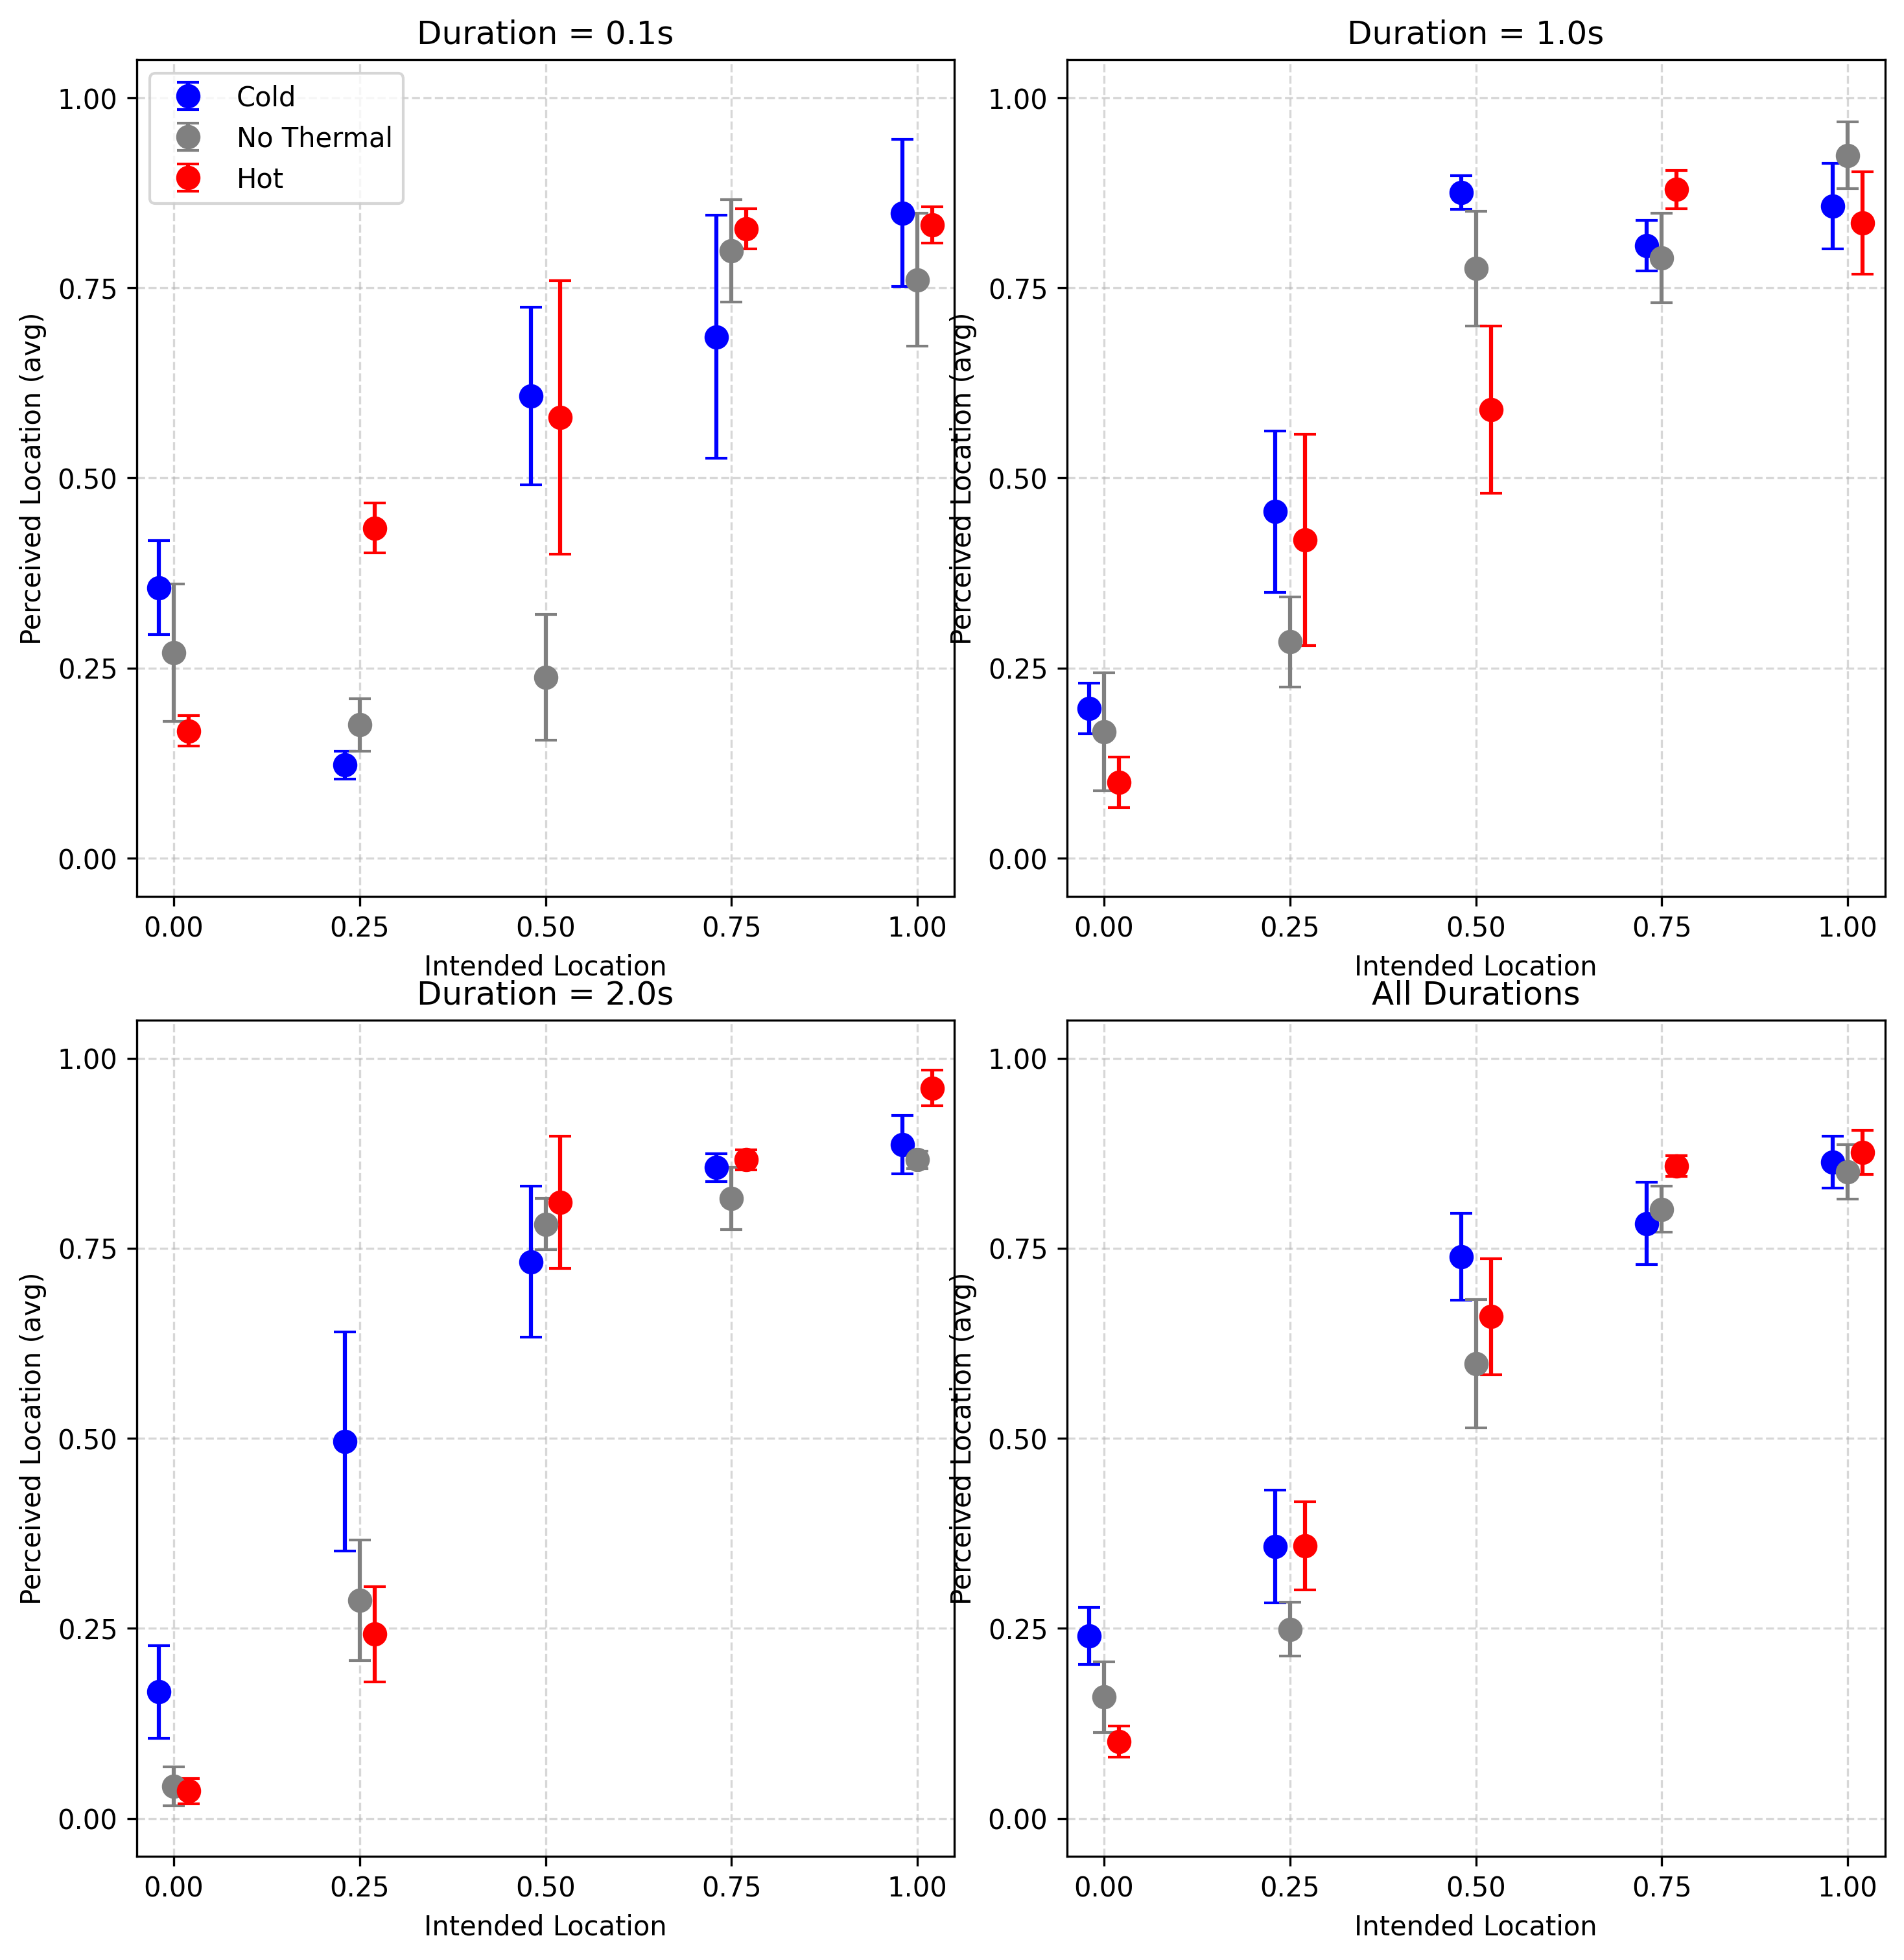 Duration = 0.1s
Cold
No Thermal
Hot
1.00
0.75
0.50
0.25
0.00
Perceived Location (avg)
0.00 0.25 0.50 0.75 1.00
Intended Location
Duration = 1.0s
1.00
0.75
0.50
0.25
0.00
Perceived Location (avg)
0.00 0.25 0.50 0.75 1.00
Intended Location
Duration = 2.0s
1.00
0.75
0.50
0.25
0.00
Perceived Location (avg)
0.00 0.25 0.50 0.75 1.00
Intended Location
All Durations
1.00
0.75
0.50
0.25
0.00
Perceived Location (avg)
0.00 0.25 0.50 0.75 1.00
Intended Location